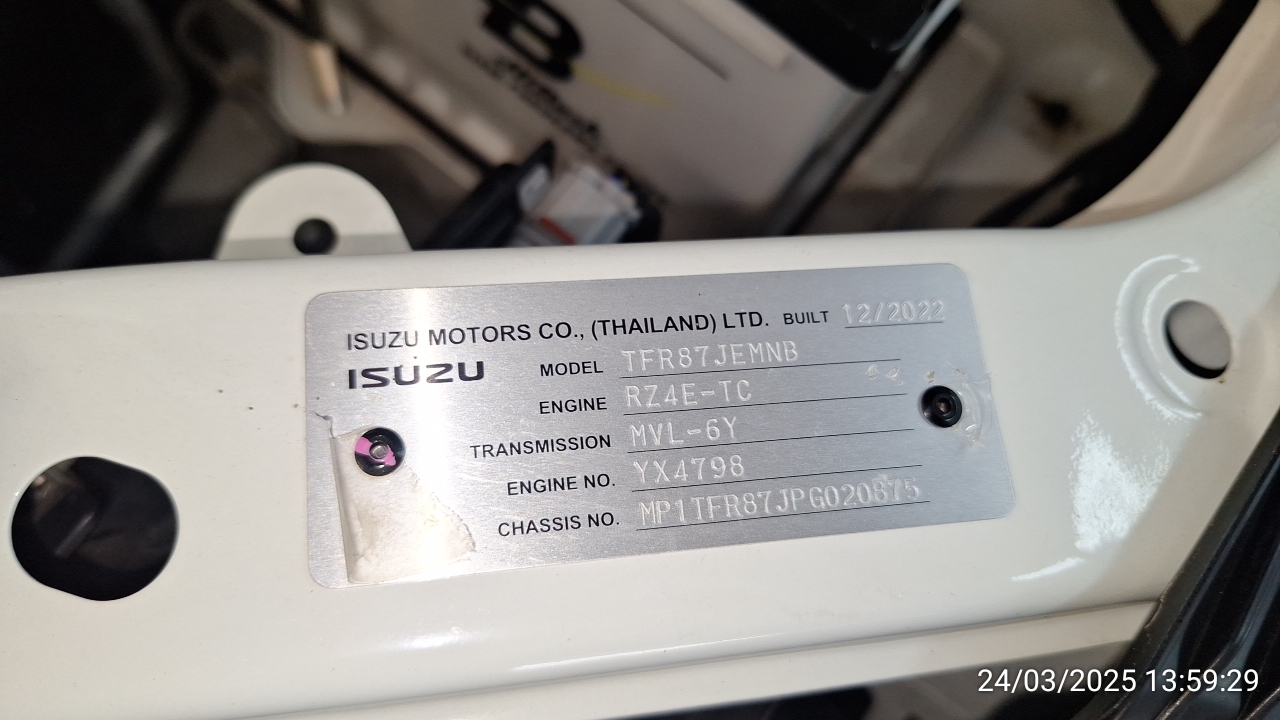 B
ISUZU MOTORS CO., (THAILAND) LTD. BUILT 12/2022
ISUZU MODEL TFR87JEMNB
ENGINE RZ4E-TC
TRANSMISSION MVL-6Y
ENGINE NO. YX4798
CHASSIS NO. MP1TFR87JPG020875
24/03/2025 13:59:29